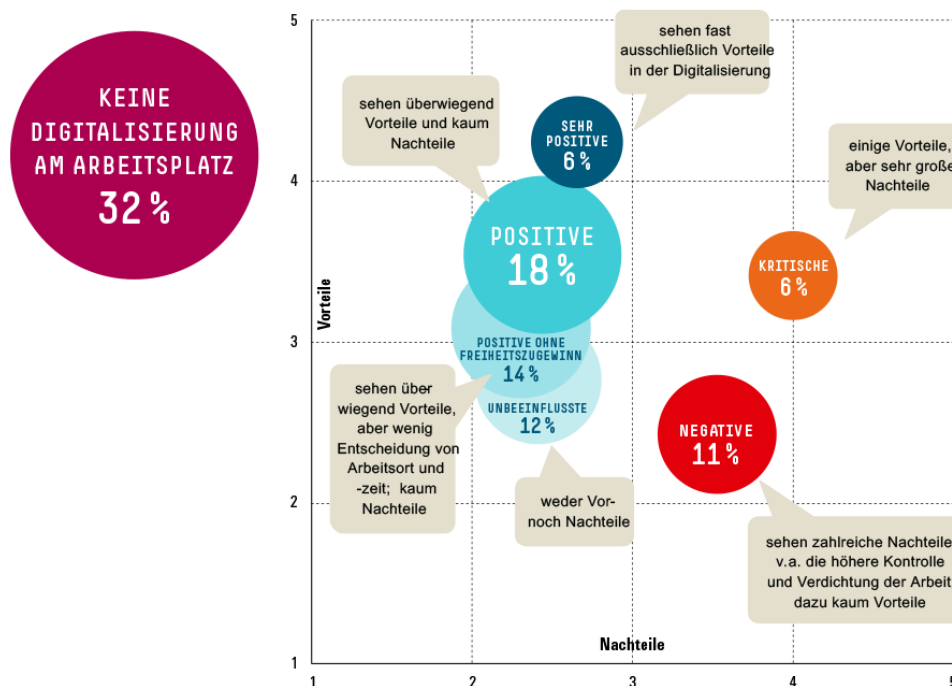 KEINE
DIGITALISIERUNG
AM ARBEITSPLATZ
32 %
5
4
3
2
1
Vorteile
sehen fast
ausschließlich Vorteile
in der Digitalisierung
sehen überwiegend
Vorteile und kaum
Nachteile
SEHR
POSITIVE
6 %
einige Vorteile,
aber sehr große
Nachteile
POSITIVE
18 %
KRITISCHE
6 %
POSITIVE OHNE
FREIHEITSZUGEWINN
14 %
sehen über
wiegend Vorteile,
aber wenig
Entscheidung von
Arbeitsort und
-zeit; kaum
Nachteile
UNBEEINFLUSSTE
12 %
NEGATIVE
11 %
weder Vor-
noch Nachteile
sehen zahlreiche Nachteile
v.a. die höhere Kontrolle
und Verdichtung der Arbeit
dazu kaum Vorteile
Nachteile
1
2
3
4
5